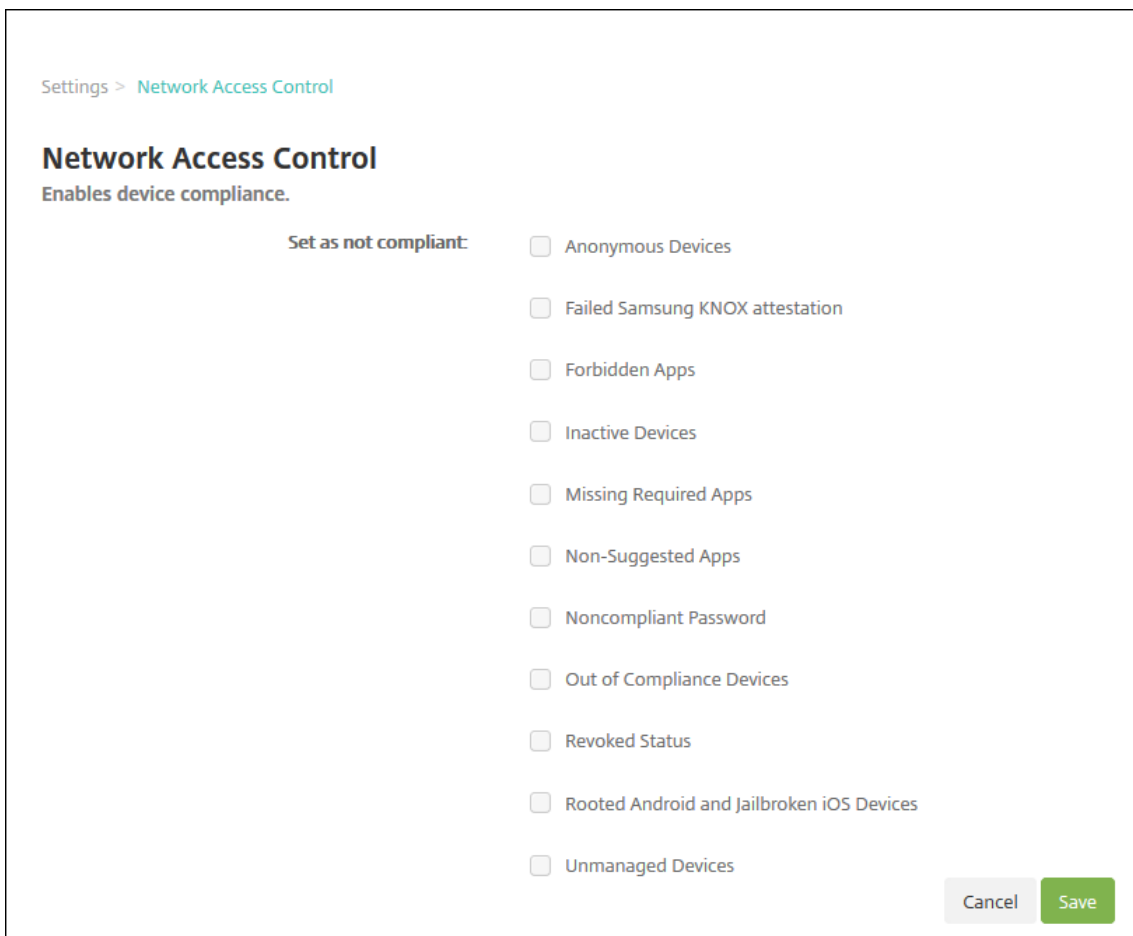 Settings > Network Access Control
Network Access Control
Enables device compliance.
Set as not compliant:
Anonymous Devices
Failed Samsung KNOX attestation
Forbidden Apps
Inactive Devices
Missing Required Apps
Non-Suggested Apps
Noncompliant Password
Out of Compliance Devices
Revoked Status
Rooted Android and Jailbroken iOS Devices
Unmanaged Devices
Cancel Save